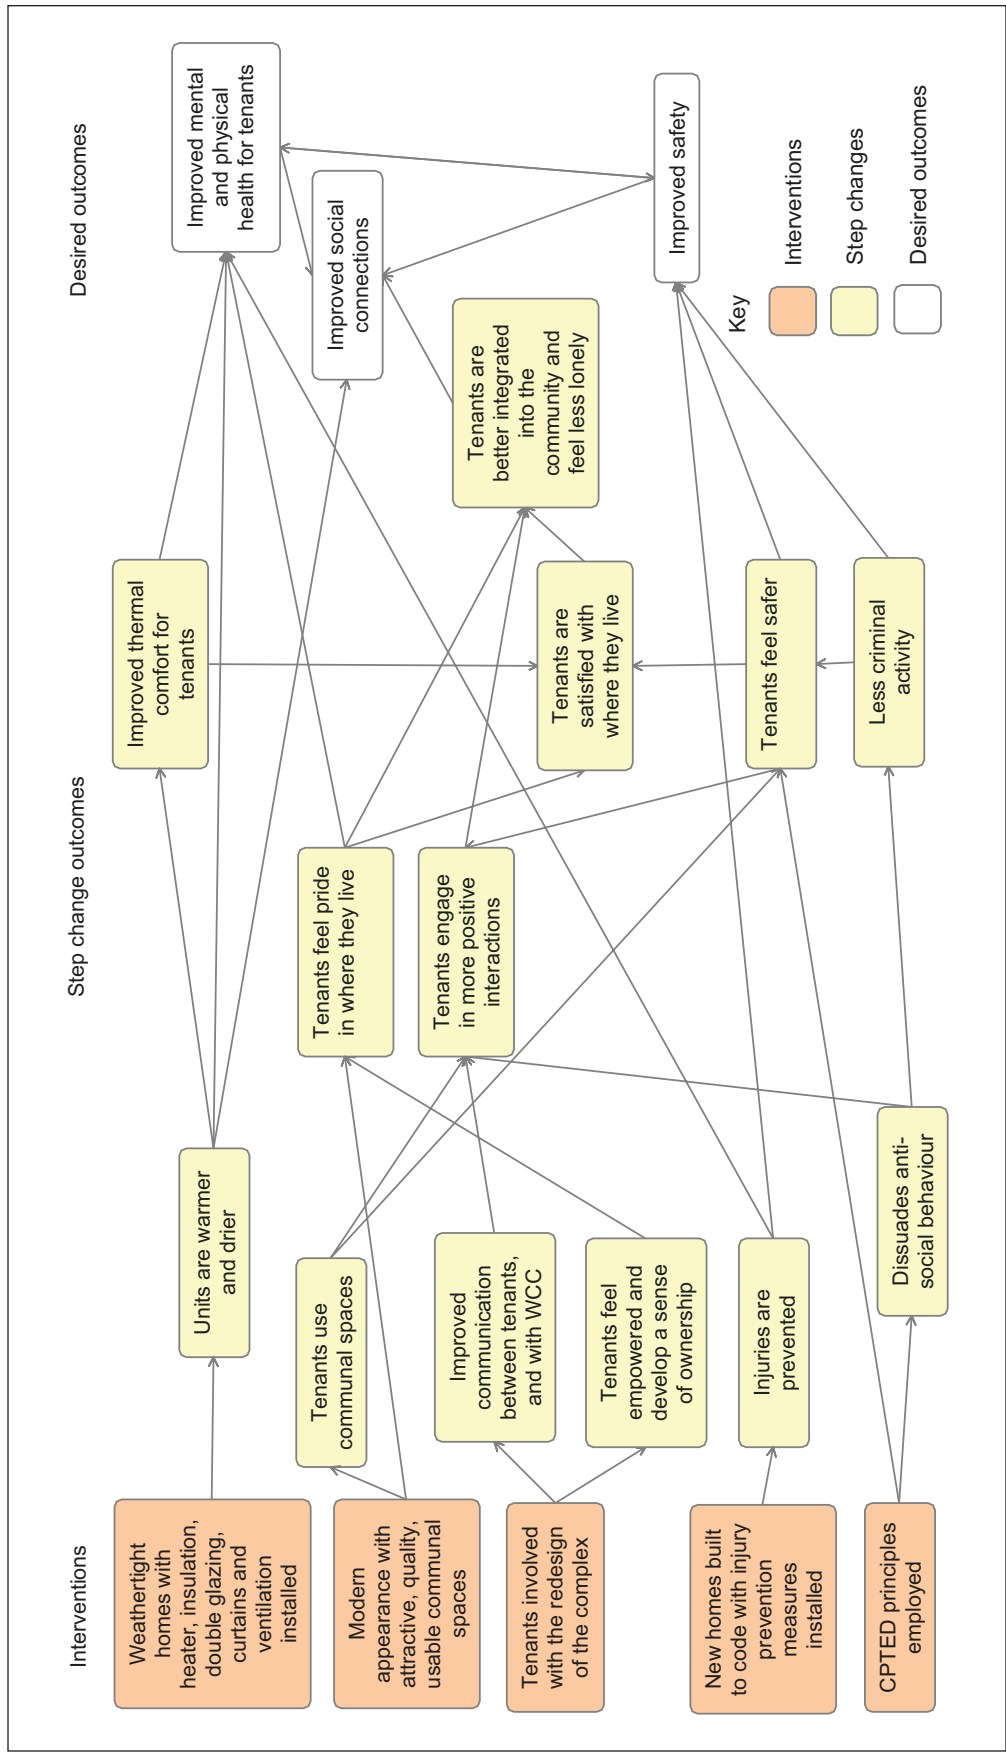 Interventions
Step change outcomes
Desired outcomes
Weathertight
homes with
heater, insulation,
double glazing,
curtains and
ventilation
installed
Modern
appearance with
attractive, quality,
usable communal
spaces
Tenants involved
with the redesign
of the complex
New homes built
to code with injury
prevention
measures
installed
CPTED principles
employed
Units are warmer
and drier
Tenants use
communal spaces
Improved
communication
between tenants,
and with WCC
Tenants feel
empowered and
develop a sense
of ownership
Injuries are
prevented
Dissuades anti-
social behaviour
Tenants feel pride
in where they live
Tenants engage
in more positive
interactions
Improved thermal
comfort for
tenants
Tenants are
satisfied with
where they live
Tenants feel safer
Less criminal
activity
Tenants are
better integrated
into the
community and
feel less lonely
Improved mental
and physical
health for tenants
Improved social
connections
Improved safety
Key
Interventions
Step changes
Desired outcomes